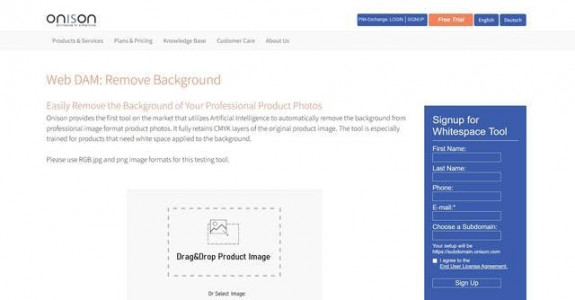 onison
PIM-Exchange: LOGIN | SIGNUP
Free Trial
English
Deutsch
Products & Services
Plans & Pricing
Knowledge Base
Customer Care
About Us
Web DAM: Remove Background
Easily Remove the Background of Your Professional Product Photos
Onison provides the first tool on the market that utilizes Artificial Intelligence to automatically remove the background from
professional image format product photos. It fully retains CMYK layers of the original product image. The tool is especially
trained for products that need white space applied to the background.
Please use RGB.jpg and png image formats for this testing tool.
Drag&Drop Product Image
Or Select Image:
Signup for
Whitespace Tool
First Name:
Last Name:
Phone:
E-mail:*
Choose a Subdomain:
Your setup will be
https://subdomain.onison.com
I agree to the
End User License Agreement.
Sign Up